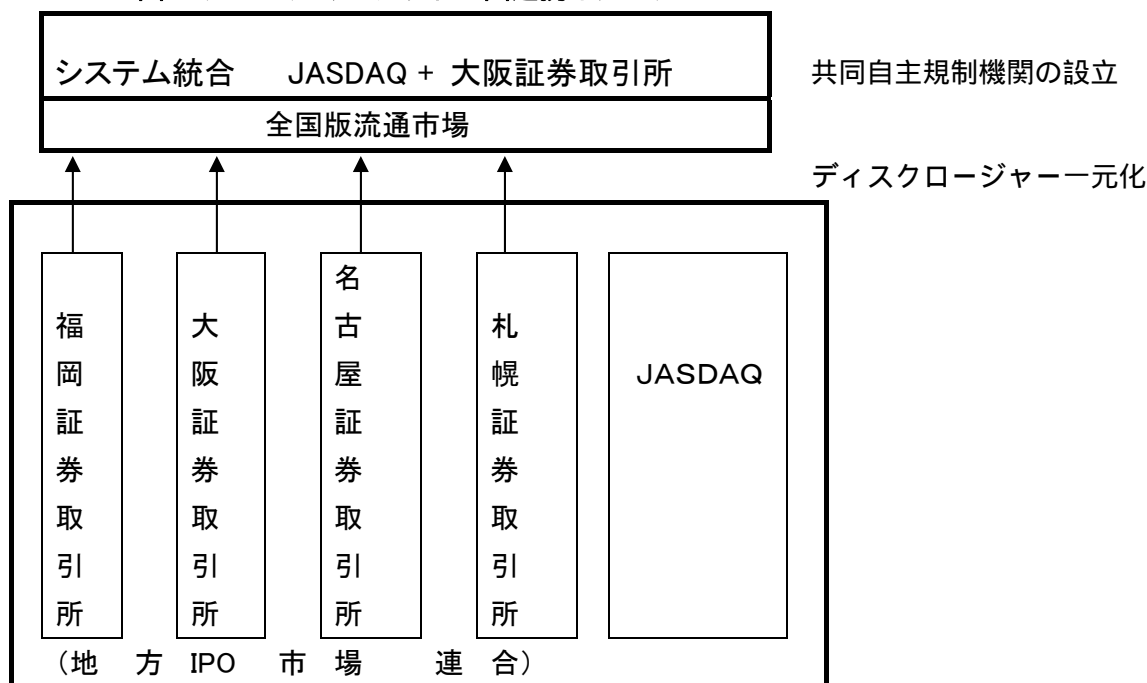 システム統合 JASDAQ + 大阪証券取引所
共同自主規制機関の設立
全国版流通市場
ディスクロージャー一元化
福岡証券取引所
大阪証券取引所
名古屋証券取引所
札幌証券取引所
JASDAQ
(地方IPO市場連合)